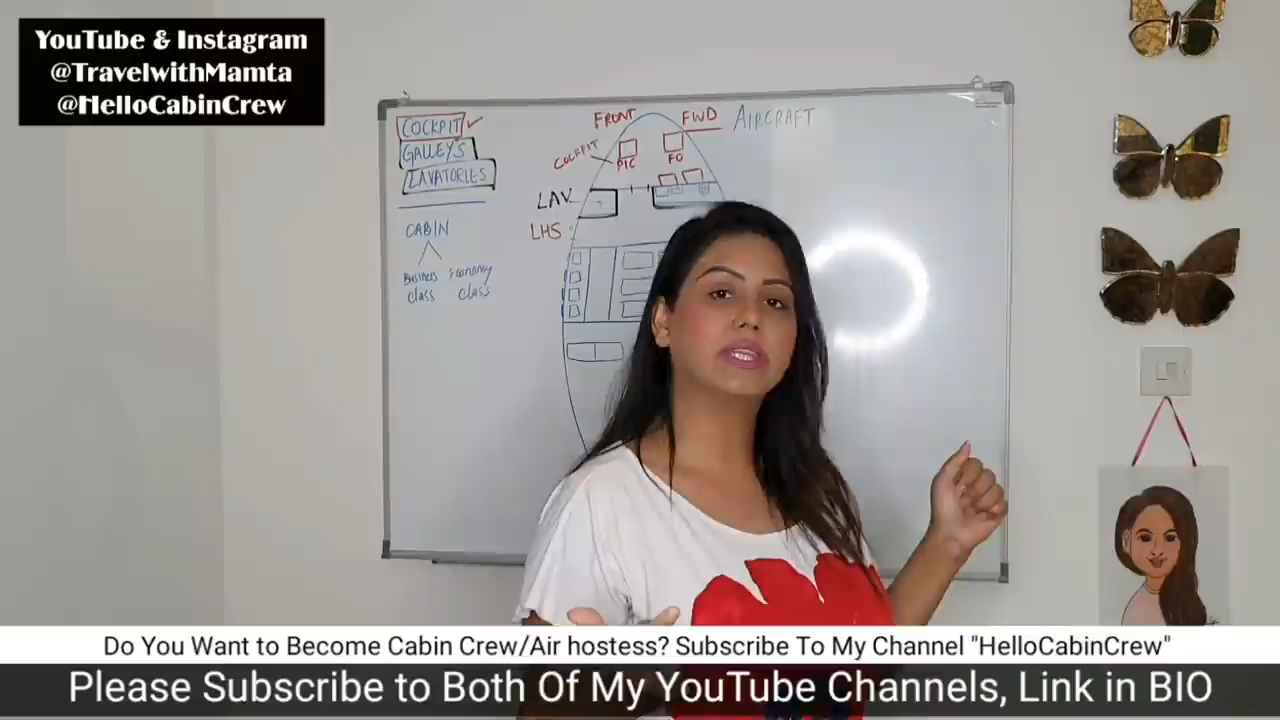 YouTube & Instagram
@TravelwithMamta
@HelloCabinCrew
COCKPIT
GALLEY'S
LAVATORIES
CABIN
BUSINESS
class
Economy
class
FRONT
FWD
AIRCRAFT
COCKPIT
PIC
FO
LAV
LHS
Do You Want to Become Cabin Crew/Air hostess? Subscribe To My Channel "HelloCabinCrew"
Please Subscribe to Both Of My YouTube Channels, Link in BIO